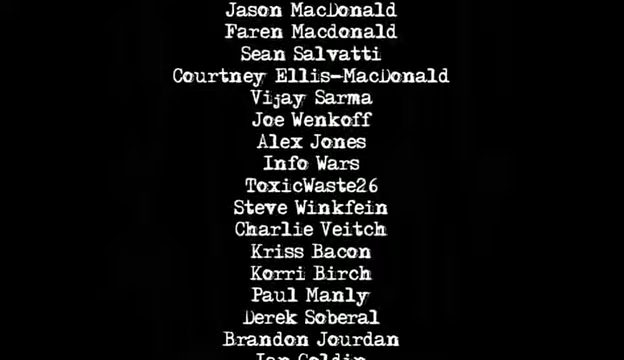 Jason MacDonald
Faren Macdonald
Sean Salvatti
Courtney Ellis-MacDonald
Vijay Sarma
Joe Wenkoff
Alex Jones
Info Wars
ToxicWaste26
Steve Winkfein
Charlie Veitch
Kriss Bacon
Korri Birch
Paul Manly
Derek Soberal
Brandon Jourdan